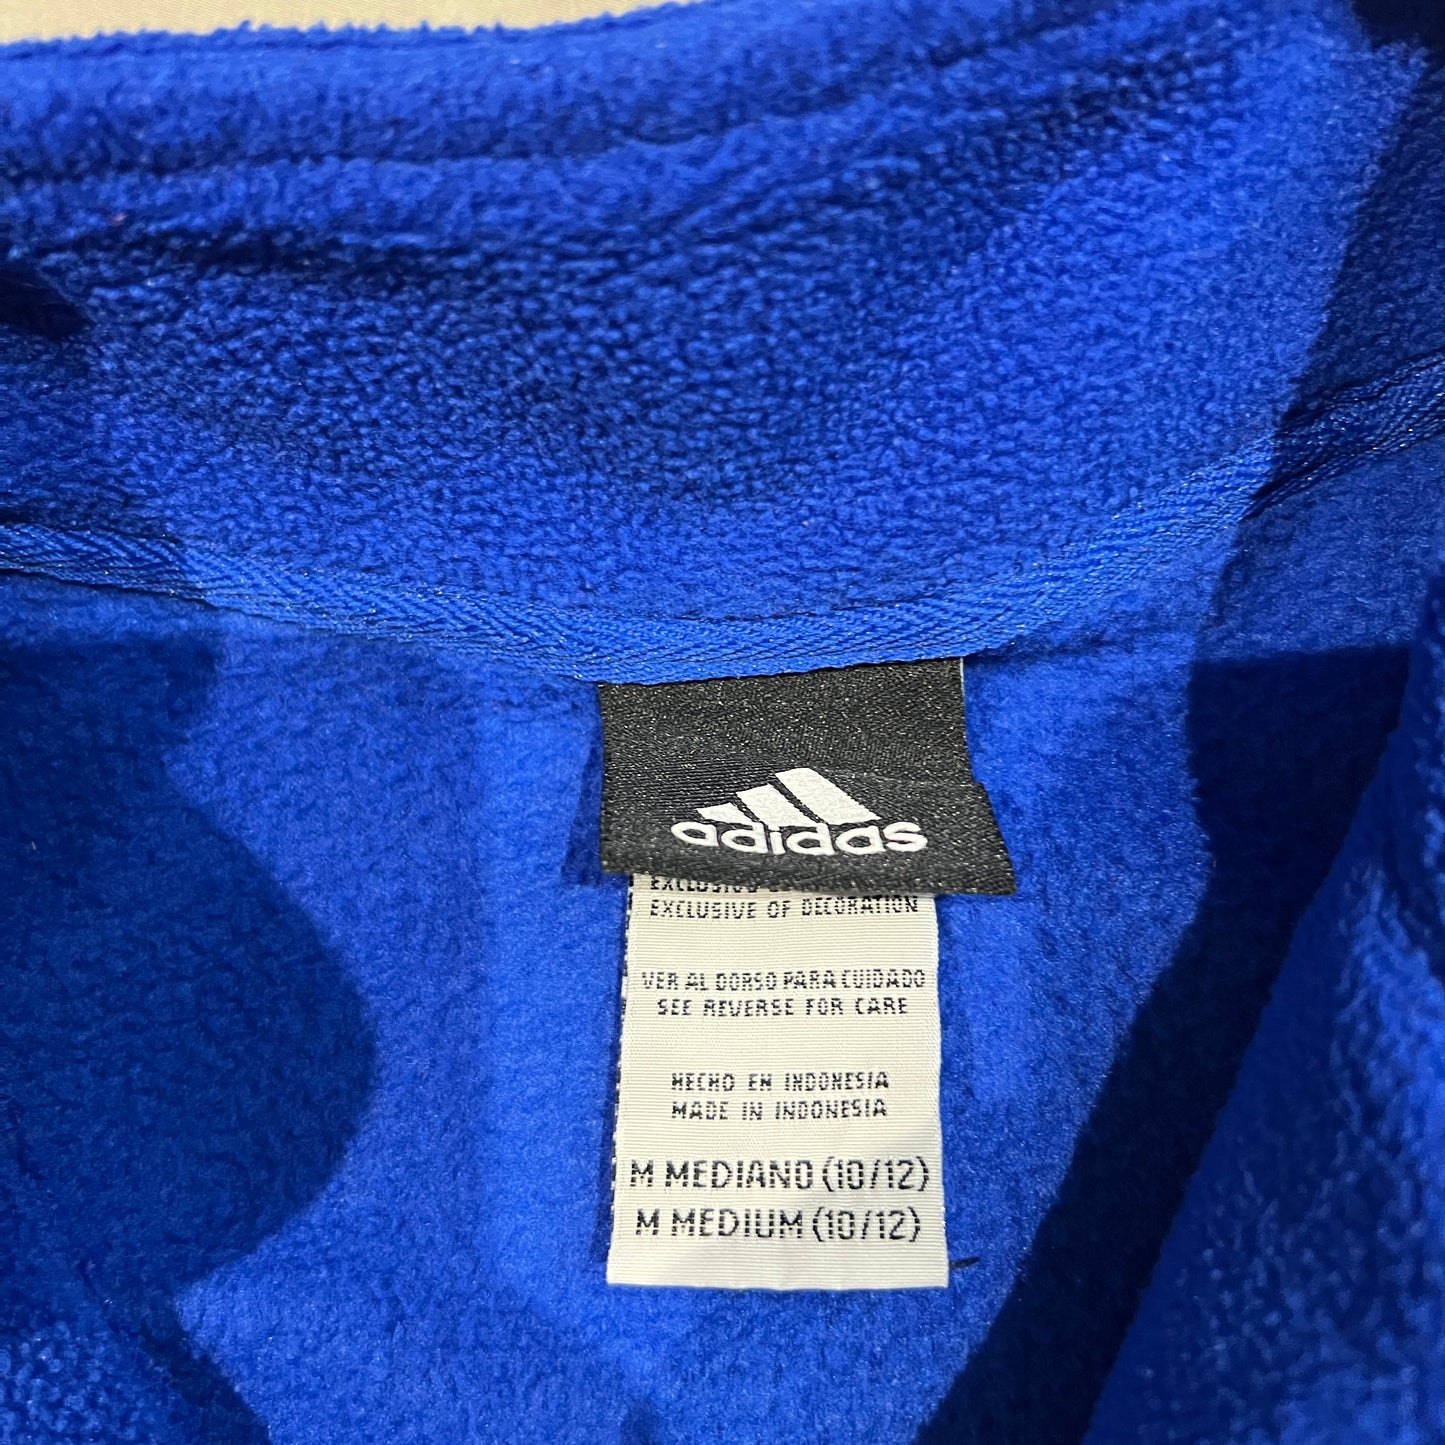 adidas
EXCLUSIVE OF DECORATION
VER AL DORSO PARA CUIDADO
SEE REVERSE FOR CARE
HECHO EN INDONESIA
MADE IN INDONESIA
M MEDIANO (10/12)
M MEDIUM (10/12)